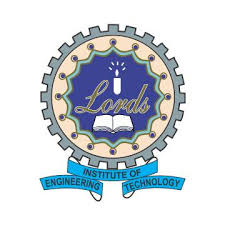 Lords
INSTITUTE OF
ENGINEERING TECHNOLOGY